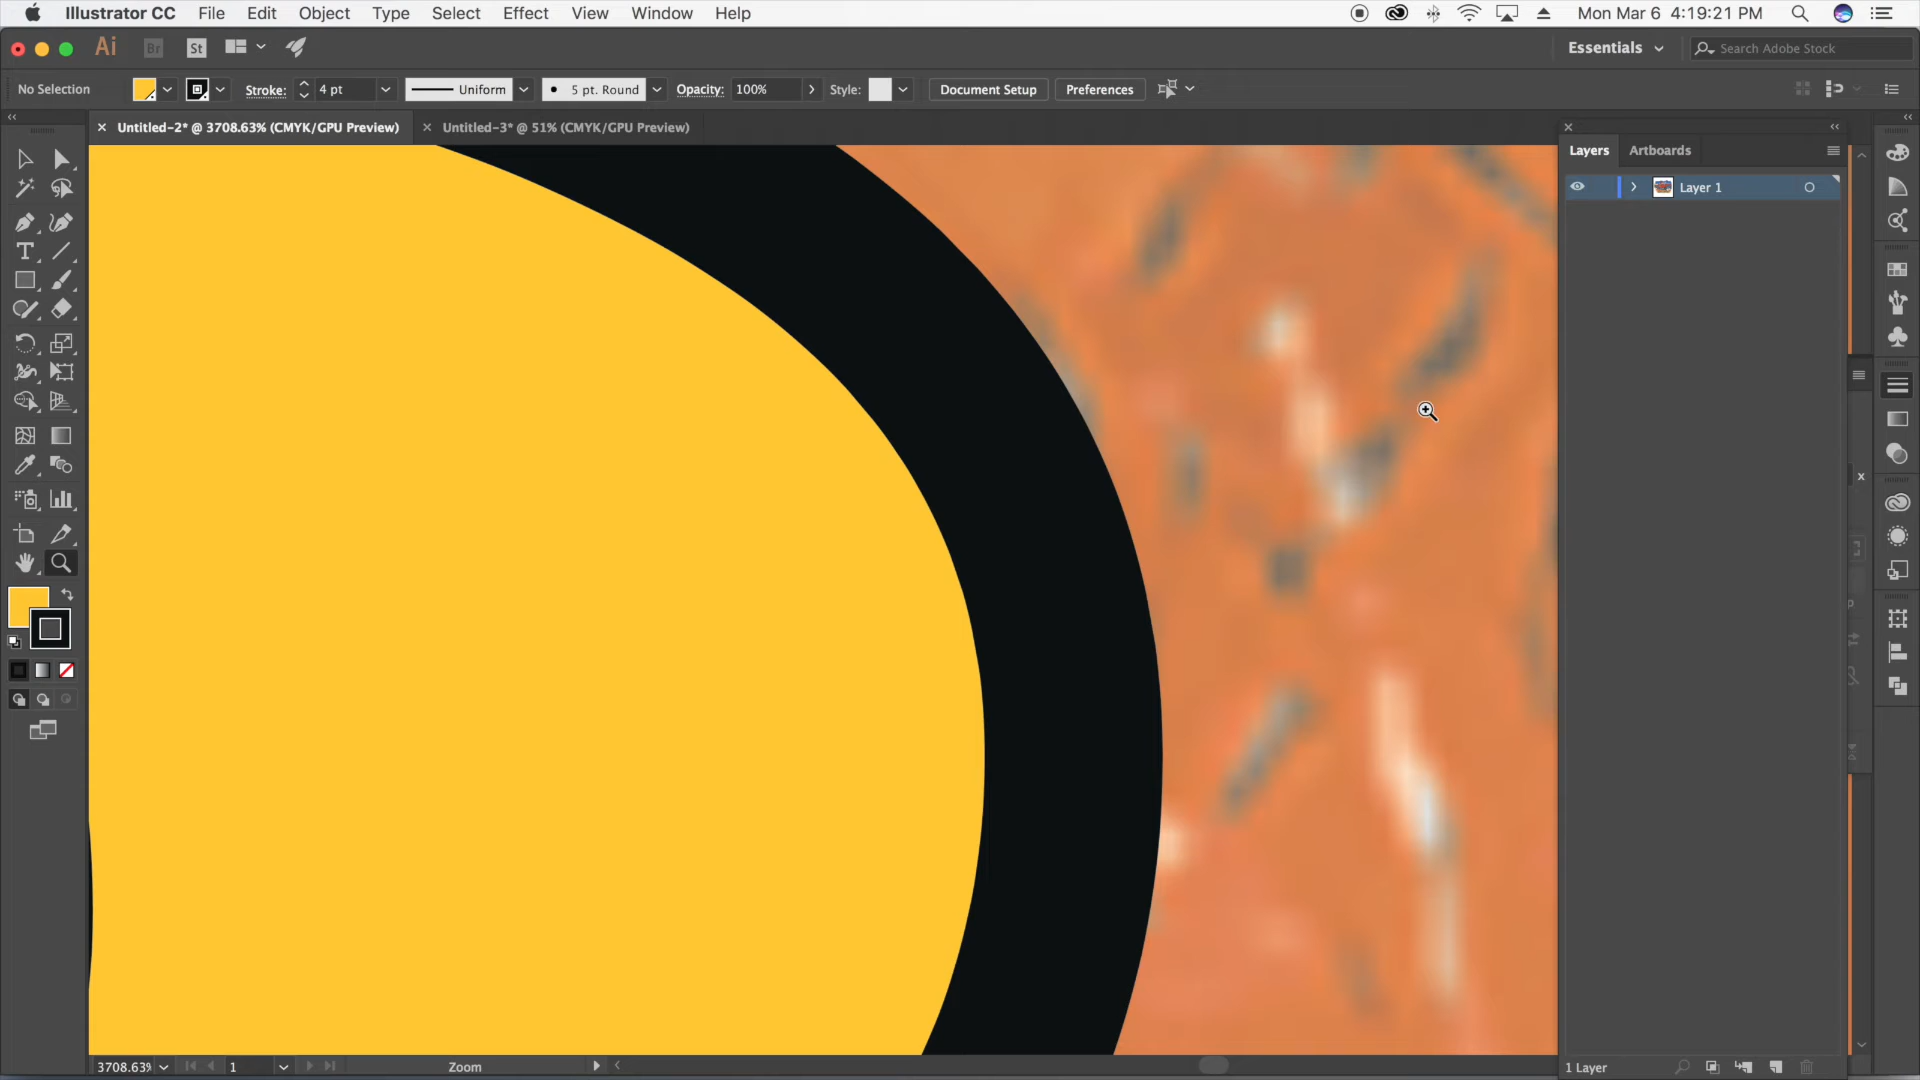 Illustrator CC File Edit Object Type Select Effect View Window Help Mon Mar 6 4:19:21 PM
Ai Br St Essentials Search Adobe Stock
No Selection Stroke: 4 pt Uniform 5 pt. Round Opacity: 100% Style: Document Setup Preferences
Untitled-2* @ 3708.63% (CMYK/GPU Preview) Untitled-3* @ 51% (CMYK/GPU Preview)
Layers Artboards
Layer 1
3708.63% 1 Zoom 1 Layer